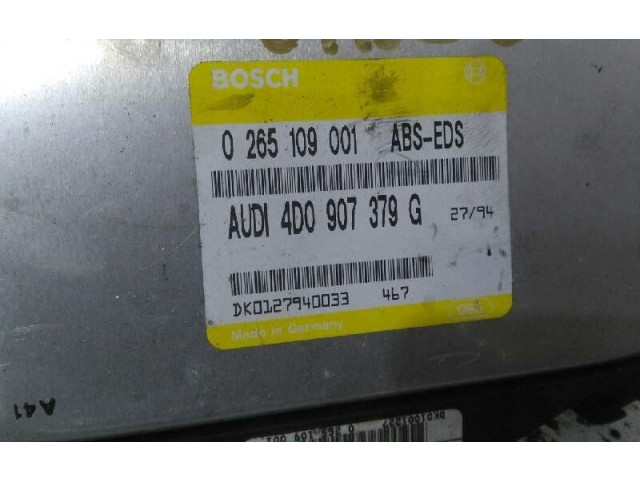 BOSCH
0 265 109 001 ABS-EDS
AUDI 4D0 907 379 G 27/94
DK0127940033 467
Made in Germany
A41